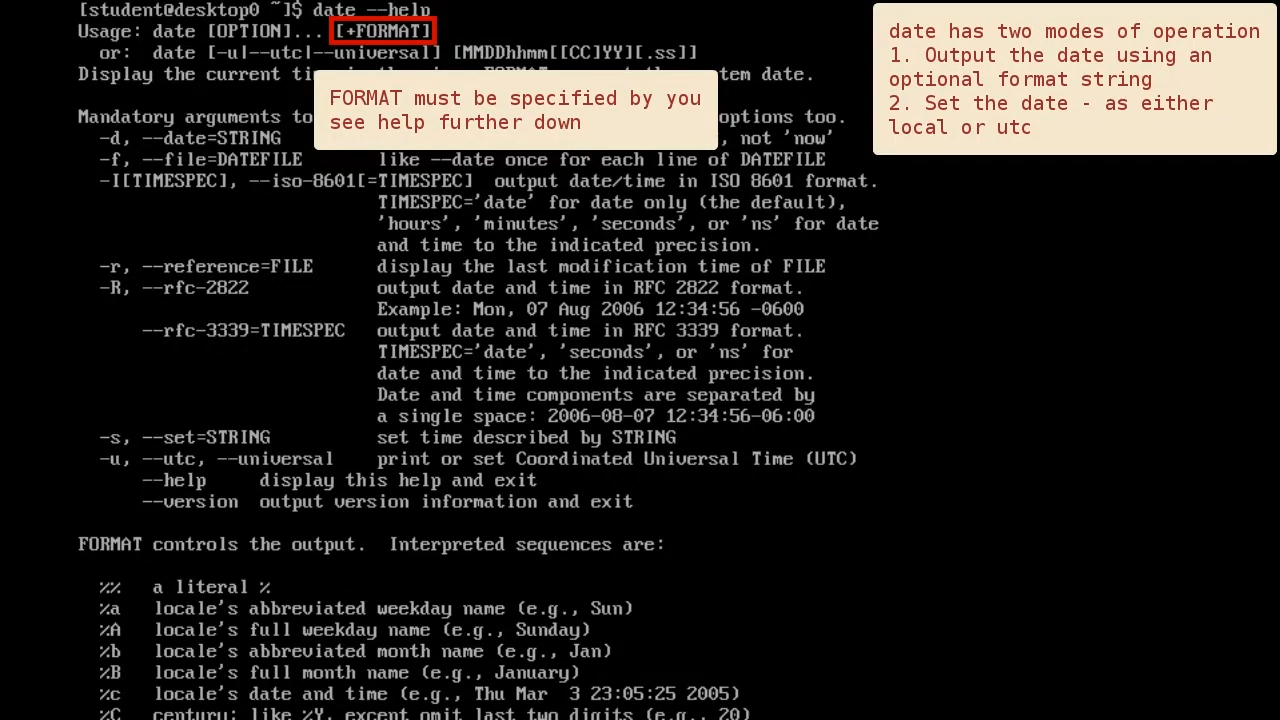 [student@desktop0 ~]$ date --help
Usage: date [OPTION]... [+FORMAT]
or: date [-u|--utc|--universal] [MMDDhhmm[[CC]YY][.ss]]
Display the current ti tem date.
date has two modes of operation
1. Output the date using an
optional format string
2. Set the date - as either
local or utc
FORMAT must be specified by you
see help further down
Mandatory arguments to options too.
-d, --date=STRING , not 'now'
-f, --file=DATEFILE like --date once for each line of DATEFILE
-I[TIMESPEC], --iso-8601[=TIMESPEC] output date/time in ISO 8601 format.
TIMESPEC='date' for date only (the default),
'hours', 'minutes', 'seconds', or 'ns' for date
and time to the indicated precision.
-r, --reference=FILE display the last modification time of FILE
-R, --rfc-2822 output date and time in RFC 2822 format.
Example: Mon, 07 Aug 2006 12:34:56 -0600
--rfc-3339=TIMESPEC output date and time in RFC 3339 format.
TIMESPEC='date', 'seconds', or 'ns' for
date and time to the indicated precision.
Date and time components are separated by
a single space: 2006-08-07 12:34:56-06:00
-s, --set=STRING set time described by STRING
-u, --utc, --universal print or set Coordinated Universal Time (UTC)
--help display this help and exit
--version output version information and exit
FORMAT controls the output. Interpreted sequences are:
%% a literal %
%a locale's abbreviated weekday name (e.g., Sun)
%A locale's full weekday name (e.g., Sunday)
%b locale's abbreviated month name (e.g., Jan)
%B locale's full month name (e.g., January)
%c locale's date and time (e.g., Thu Mar 3 23:05:25 2005)
%C century; like %Y, except omit last two digits (e.g., 20)